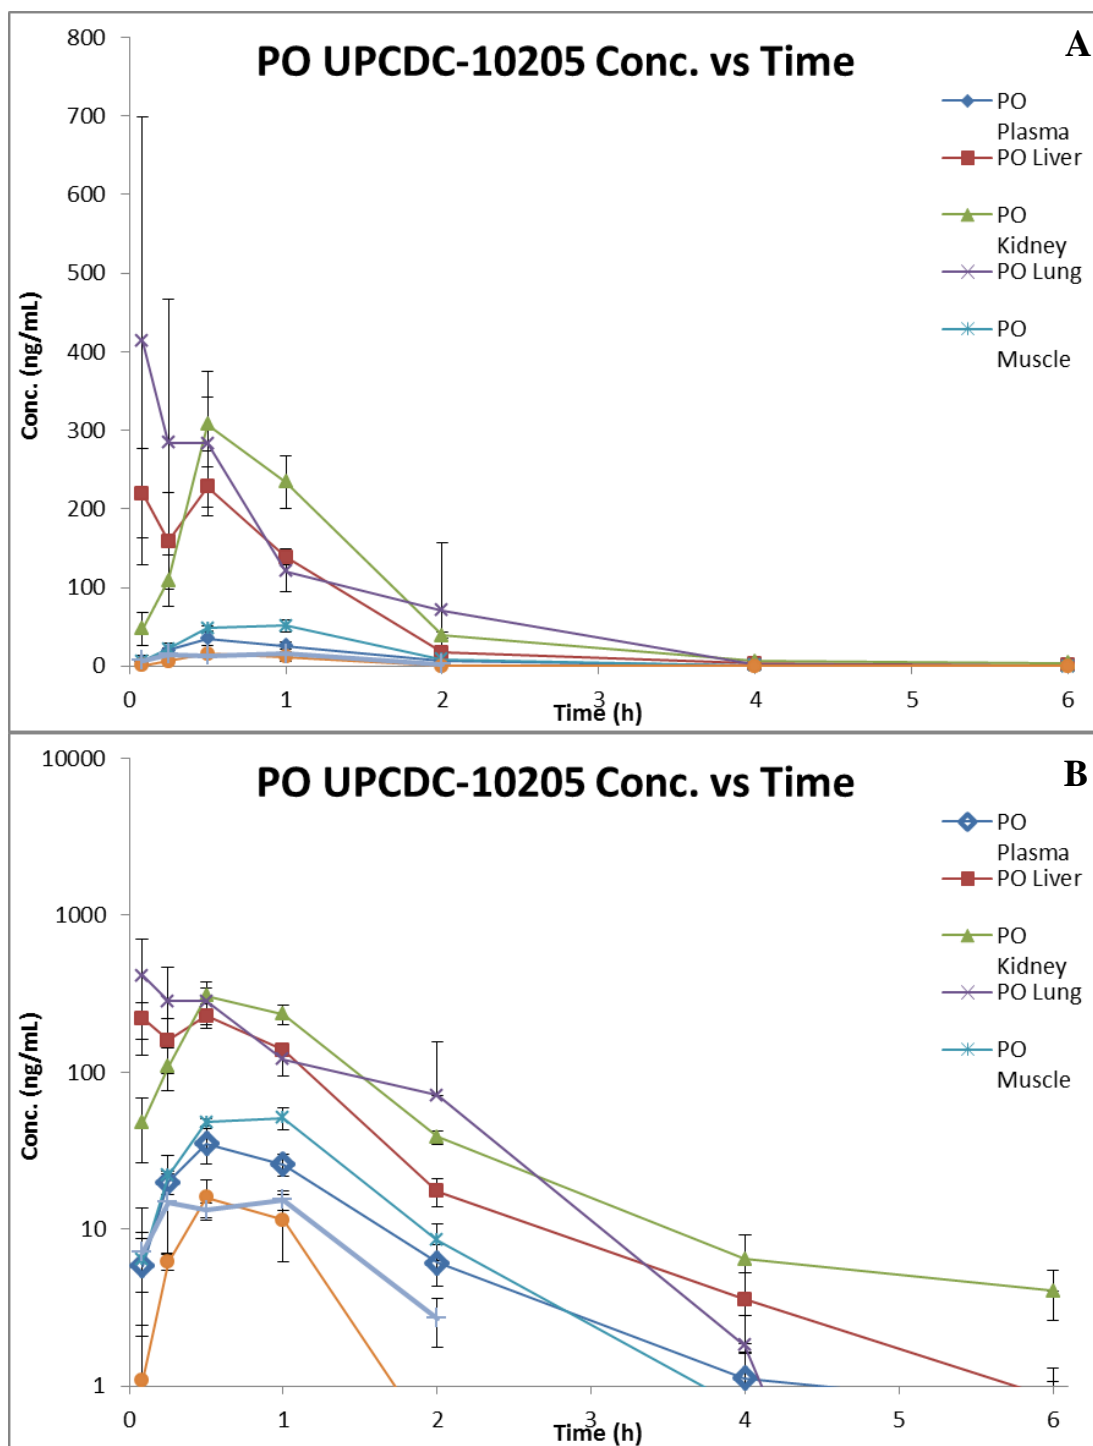 A
PO UPCDC-10205 Conc. vs Time
800
700
600
500
400
300
200
100
0
Conc. (ng/mL)
PO
Plasma
PO Liver
PO
Kidney
PO Lung
PO
Muscle
0 1 2 3 4 5 6
Time (h)
B
PO UPCDC-10205 Conc. vs Time
10000
1000
100
10
1
Conc. (ng/mL)
PO
Plasma
PO Liver
PO
Kidney
PO Lung
PO
Muscle
0 1 2 3 4 5 6
Time (h)